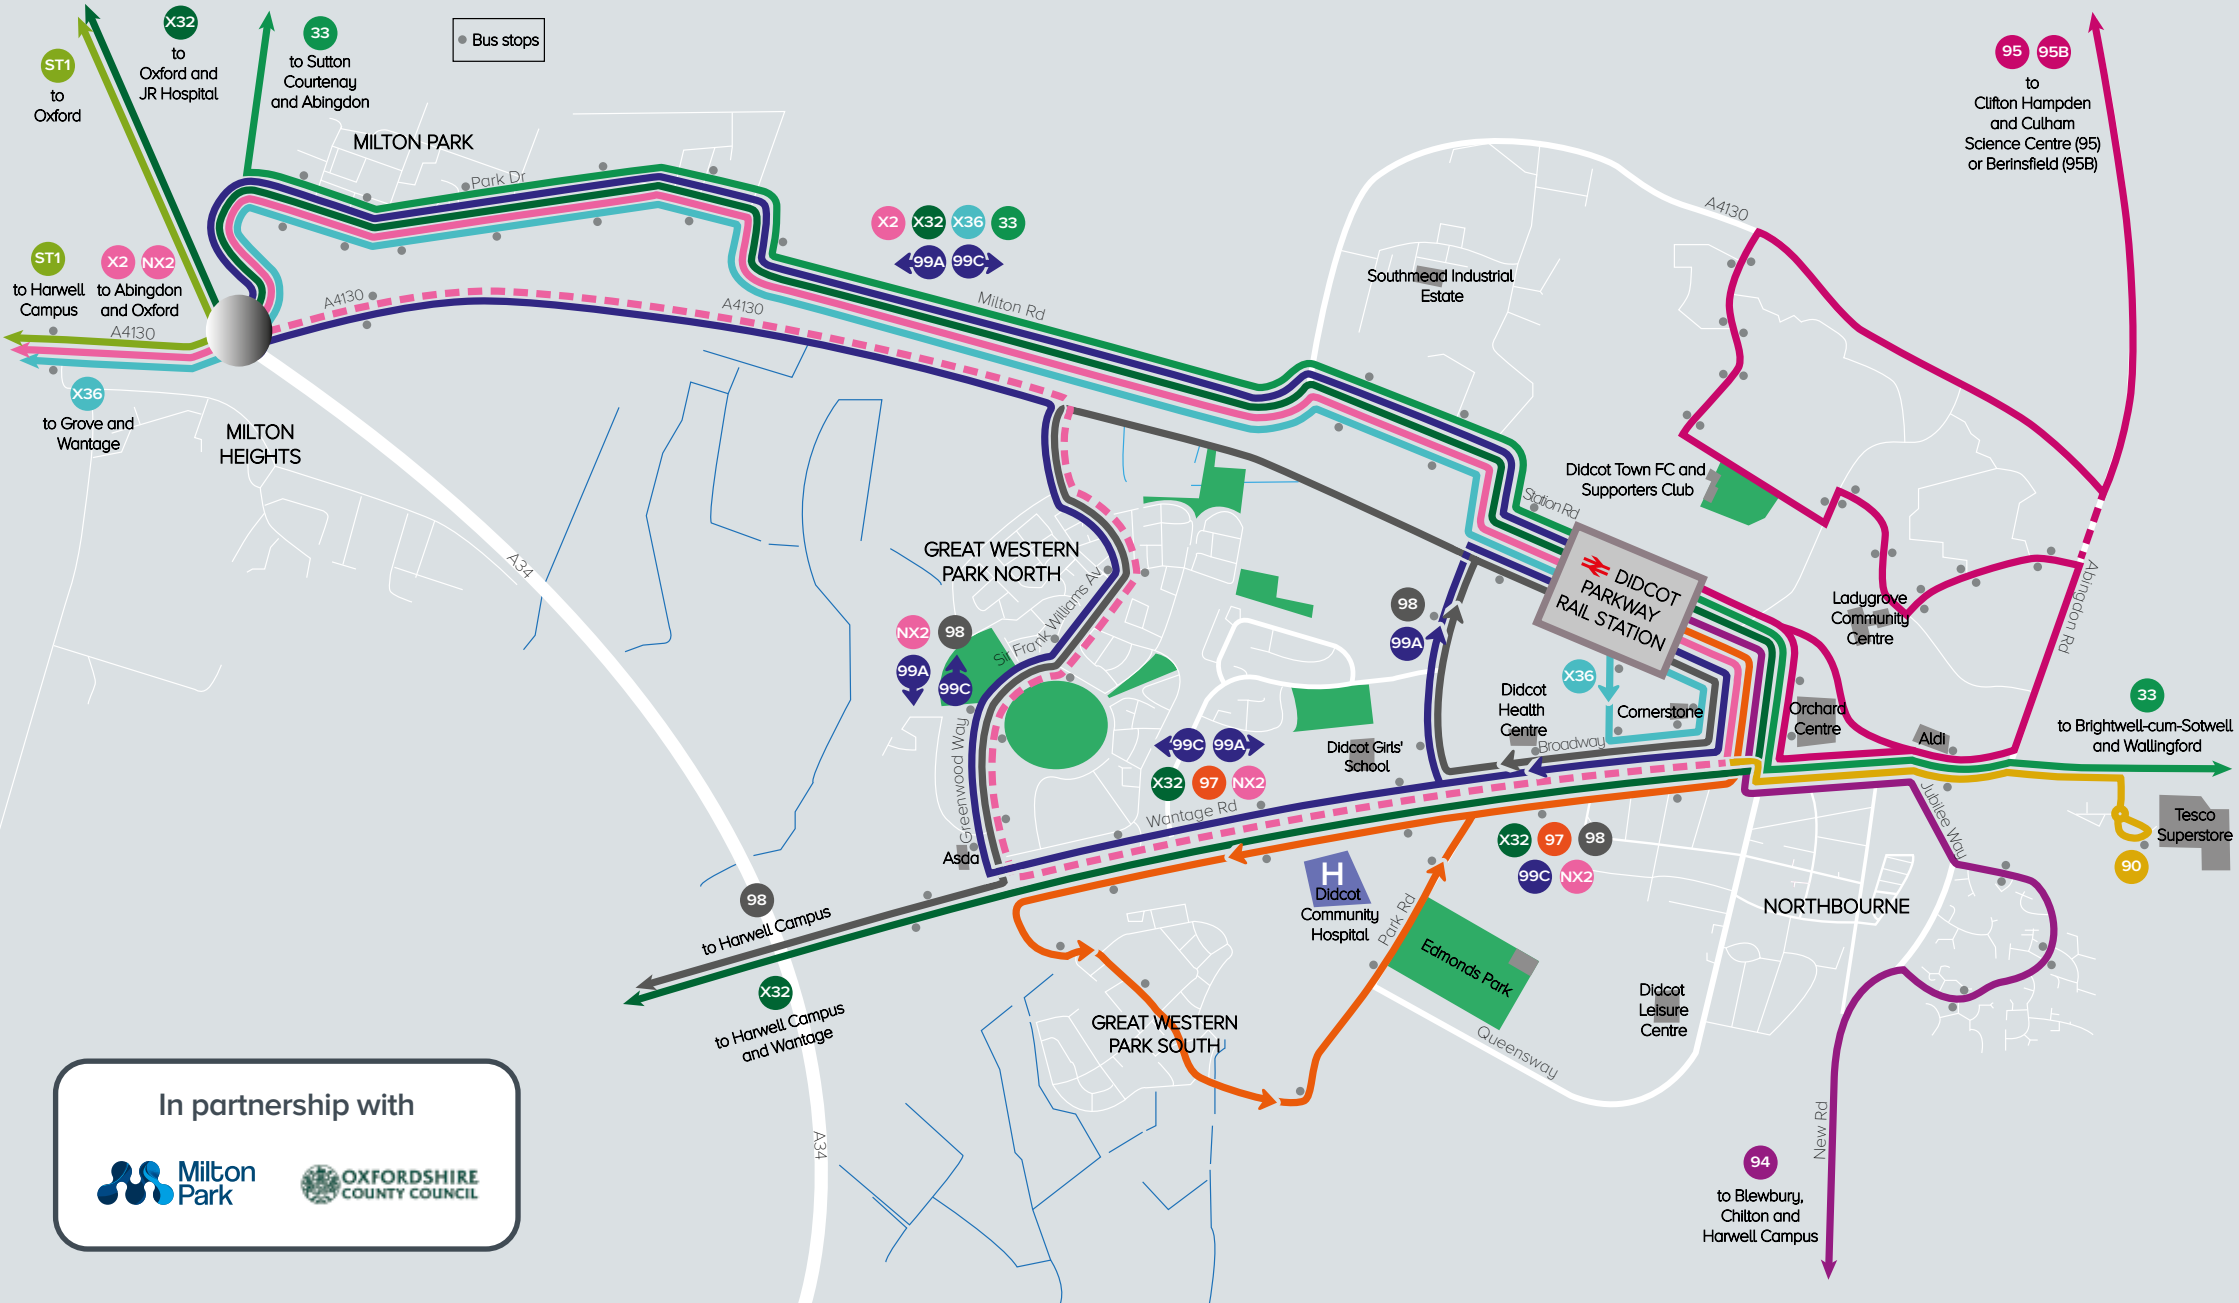 X32
to
Oxford and
JR Hospital
33
to Sutton
Courtenay
and Abingdon
Bus stops
ST1
to
Oxford
95
95B
to
Clifton Hampden
and Culham
Science Centre (95)
or Berinsfield (95B)
MILTON PARK
Park Dr
A4130
X2
X32
X36
33
99A
99C
ST1
to Harwell
Campus
X2
NX2
to Abingdon
and Oxford
A4130
A4130
A4130
Milton Rd
Southmead Industrial
Estate
X36
to Grove and
Wantage
MILTON
HEIGHTS
Station Rd
Didcot Town FC and
Supporters Club
A34
GREAT WESTERN
PARK NORTH
DIDCOT
PARKWAY
RAIL STATION
Ladygrove
Community
Centre
Abingdon Rd
NX2
98
99A
99C
Sir Frank Williams Av
98
99A
X36
Didcot
Health
Centre
Cornerstone
Orchard
Centre
Aldi
33
to Brightwell-cum-Sotwell
and Wallingford
Greenwood Way
99C
99A
X32
97
NX2
Didcot Girls'
School
Broadway
Wantage Rd
Asda
X32
97
98
99C
NX2
Jubilee Way
Tesco
Superstore
90
H
Didcot
Community
Hospital
Park Rd
Edmonds Park
NORTHBOURNE
98
to Harwell Campus
X32
to Harwell Campus
and Wantage
GREAT WESTERN
PARK SOUTH
Didcot
Leisure
Centre
Queensway
A34
New Rd
94
to Blewbury,
Chilton and
Harwell Campus
In partnership with
Milton
Park
OXFORDSHIRE
COUNTY COUNCIL